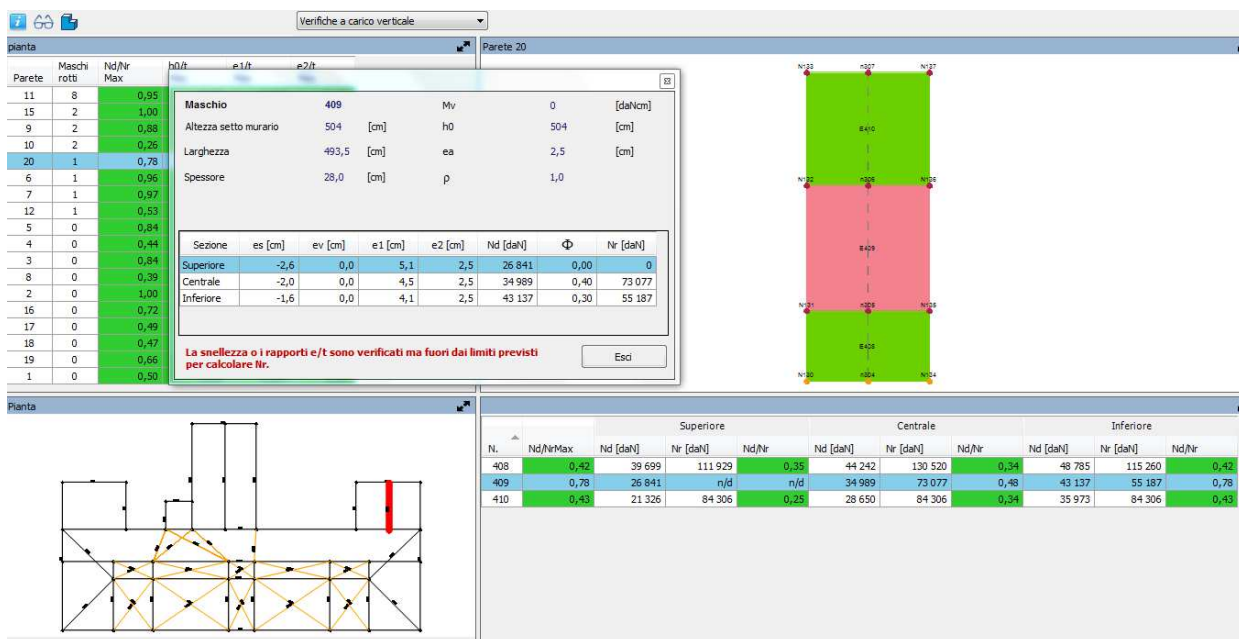 Verifiche a carico verticale
pianta
Parete 20
Maschi Nd/Nr h0/t e1/t e2/t
Parete rotti Max
11 8 0,95
15 2 1,00
9 2 0,88
10 2 0,26
20 1 0,78
6 1 0,96
7 1 0,97
12 1 0,53
5 0 0,84
4 0 0,44
3 0 0,84
8 0 0,39
2 0 1,00
16 0 0,72
17 0 0,49
18 0 0,47
19 0 0,66
1 0 0,50
Maschio 409 Mv 0 [daNcm]
Altezza setto murario 504 [cm] h0 504 [cm]
Larghezza 493,5 [cm] ea 2,5 [cm]
Spessore 28,0 [cm] ρ 1,0
Sezione es [cm] ev [cm] e1 [cm] e2 [cm] Nd [daN] Φ Nr [daN]
Superiore -2,6 0,0 5,1 2,5 26 841 0,00 0
Centrale -2,0 0,0 4,5 2,5 34 989 0,40 73 077
Inferiore -1,6 0,0 4,1 2,5 43 137 0,30 55 187
La snellezza o i rapporti e/t sono verificati ma fuori dai limiti previsti
per calcolare Nr.
Esci
N133 n307 N137
E410
N132 n306 N136
E409
N131 n305 N135
E408
N130 n304 N134
Pianta
Superiore Centrale Inferiore
N. Nd/NrMax Nd [daN] Nr [daN] Nd/Nr Nd [daN] Nr [daN] Nd/Nr Nd [daN] Nr [daN] Nd/Nr
408 0,42 39 699 111 929 0,35 44 242 130 520 0,34 48 785 115 260 0,42
409 0,78 26 841 n/d n/d 34 989 73 077 0,48 43 137 55 187 0,78
410 0,43 21 326 84 306 0,25 28 650 84 306 0,34 35 973 84 306 0,43